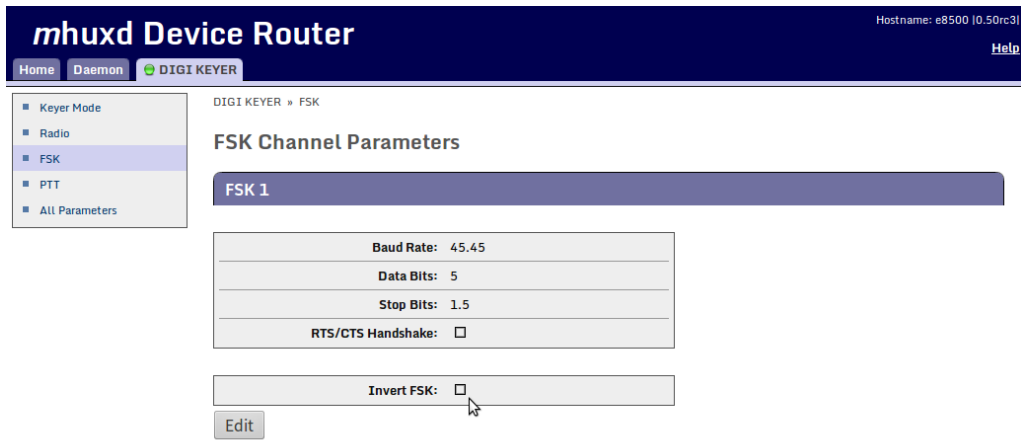 mhuxd Device Router
Hostname: e8500 |0.50rc3|
Help
Home Daemon DIGI KEYER
Keyer Mode
Radio
FSK
PTT
All Parameters
DIGI KEYER » FSK
FSK Channel Parameters
FSK 1
Baud Rate: 45.45
Data Bits: 5
Stop Bits: 1.5
RTS/CTS Handshake:
Invert FSK:
Edit